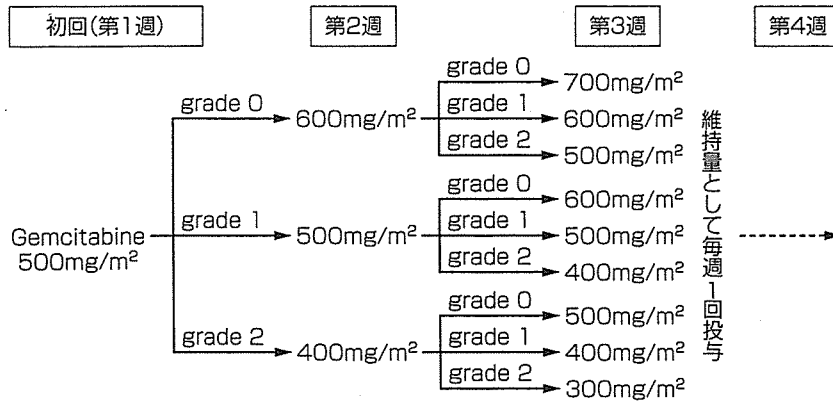 初回(第1週)
第2週
第3週
第4週
Gemcitabine
500mg/m²
grade 0
600mg/m²
grade 0
700mg/m²
grade 1
600mg/m²
grade 2
500mg/m²
grade 1
500mg/m²
grade 0
600mg/m²
grade 1
500mg/m²
grade 2
400mg/m²
grade 2
400mg/m²
grade 0
500mg/m²
grade 1
400mg/m²
grade 2
300mg/m²
維持量として毎週1回投与